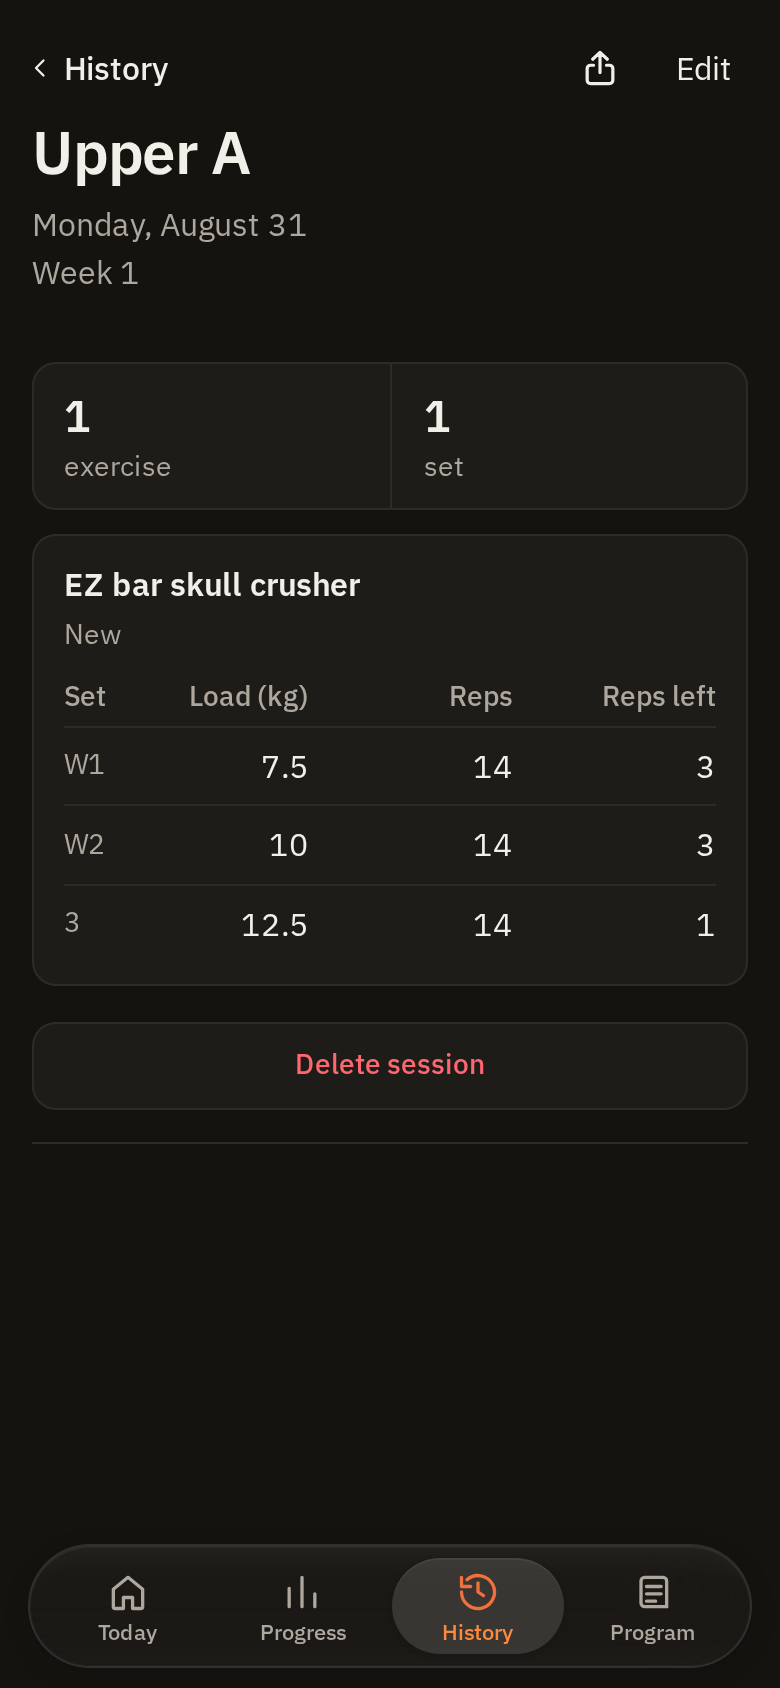 History
Edit
Upper A
Monday, August 31
Week 1
1
exercise
1
set
EZ bar skull crusher
New
Set Load (kg) Reps Reps left
W1 7.5 14 3
W2 10 14 3
3 12.5 14 1
Delete session
Today Progress History Program